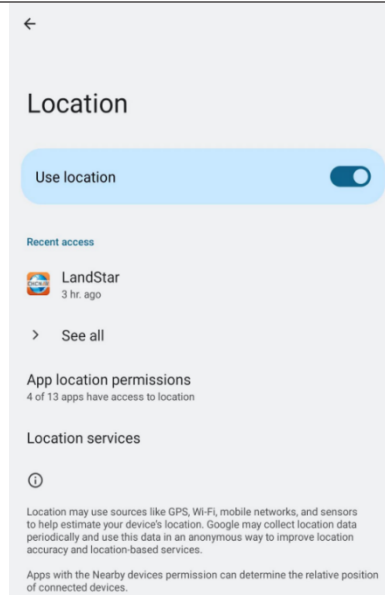 Location
Use location
Recent access
LandStar
3 hr. ago
See all
App location permissions
4 of 13 apps have access to location
Location services
Location may use sources like GPS, Wi-Fi, mobile networks, and sensors
to help estimate your device's location. Google may collect location data
periodically and use this data in an anonymous way to improve location
accuracy and location-based services.
Apps with the Nearby devices permission can determine the relative position
of connected devices.